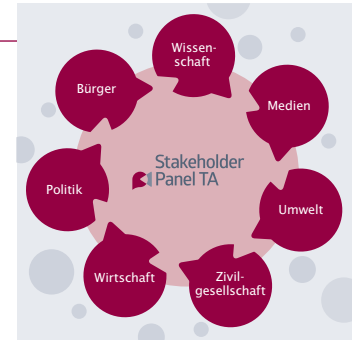 Wissen-
schaft
Medien
Umwelt
Zivil-
gesellschaft
Wirtschaft
Politik
Bürger
Stakeholder
Panel TA